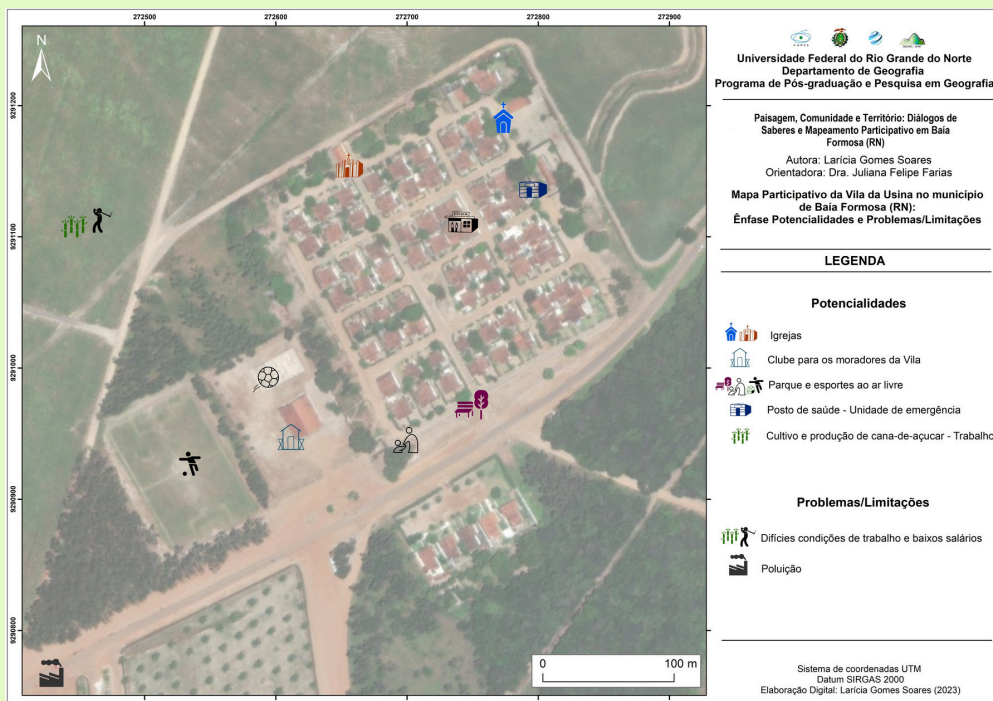 272500 272600 272700 272800 272900
N
9291200
9291100
9291000
9290900
9290800
ESCOLA
0 100 m
CAPES
Universidade Federal do Rio Grande do Norte
Departamento de Geografia
Programa de Pós-graduação e Pesquisa em Geografia
Paisagem, Comunidade e Território: Diálogos de
Saberes e Mapeamento Participativo em Baía
Formosa (RN)
Autora: Larícia Gomes Soares
Orientadora: Dra. Juliana Felipe Farias
Mapa Participativo da Vila da Usina no município
de Baía Formosa (RN):
Ênfase Potencialidades e Problemas/Limitações
LEGENDA
Potencialidades
Igrejas
Clube para os moradores da Vila
Parque e esportes ao ar livre
Posto de saúde - Unidade de emergência
Cultivo e produção de cana-de-açucar - Trabalho
Problemas/Limitações
Difícies condições de trabalho e baixos salários
Poluição
Sistema de coordenadas UTM
Datum SIRGAS 2000
Elaboração Digital: Larícia Gomes Soares (2023)